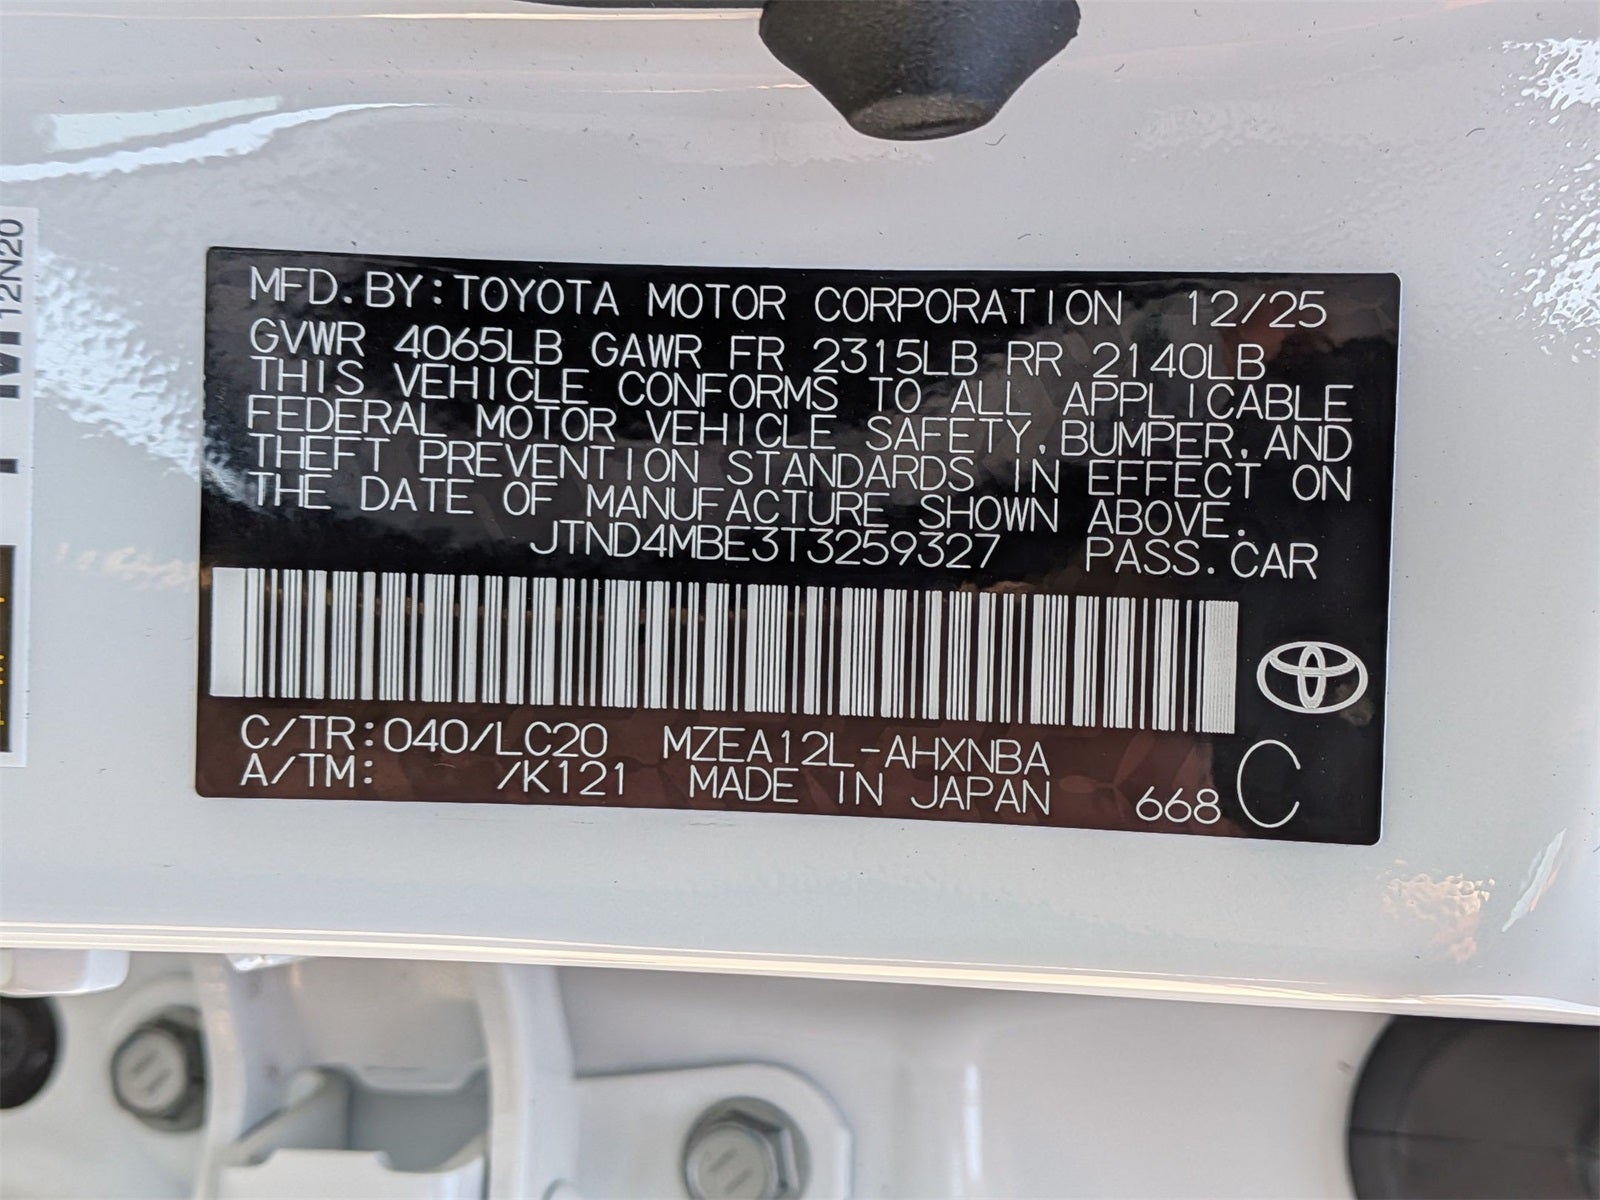 MFD. BY: TOYOTA MOTOR CORPORATION 12/25
GVWR 4065LB GAWR FR 2315LB RR 2140LB
THIS VEHICLE CONFORMS TO ALL APPLICABLE
FEDERAL MOTOR VEHICLE SAFETY, BUMPER, AND
THEFT PREVENTION STANDARDS IN EFFECT ON
THE DATE OF MANUFACTURE SHOWN ABOVE.
JTND4MBE3T3259327 PASS. CAR
C/TR: 040/LC20 MZEA12L-AHXNBA
A/TM: /K121 MADE IN JAPAN 668 C
12N20